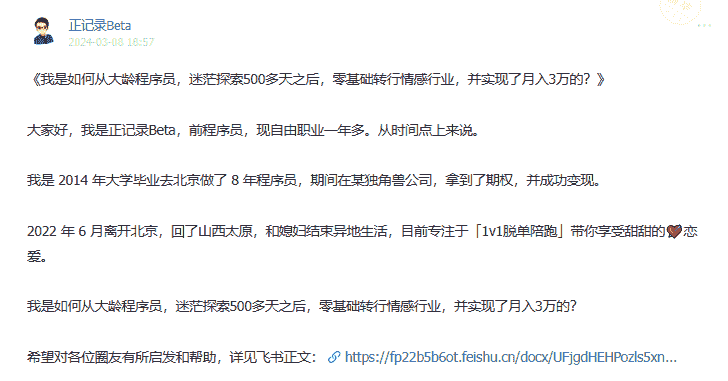 正记录Beta
2024-03-08 10:57
《我是如何从大龄程序员，迷茫探索500多天之后，零基础转行情感行业，并实现了月入3万的？》
大家好，我是正记录Beta，前程序员，现自由职业一年多。从时间点上来说。
我是 2014 年大学毕业去北京做了 8 年程序员，期间在某独角兽公司，拿到了期权，并成功变现。
2022 年 6 月离开北京，回了山西太原，和媳妇结束异地生活，目前专注于「1v1脱单陪跑」带你享受甜甜的恋
爱。
我是如何从大龄程序员，迷茫探索500多天之后，零基础转行情感行业，并实现了月入3万的？
希望对各位圈友有所启发和帮助，详见飞书正文： https://fp22b5b6ot.feishu.cn/docx/UFjgdHEHPozls5xn...